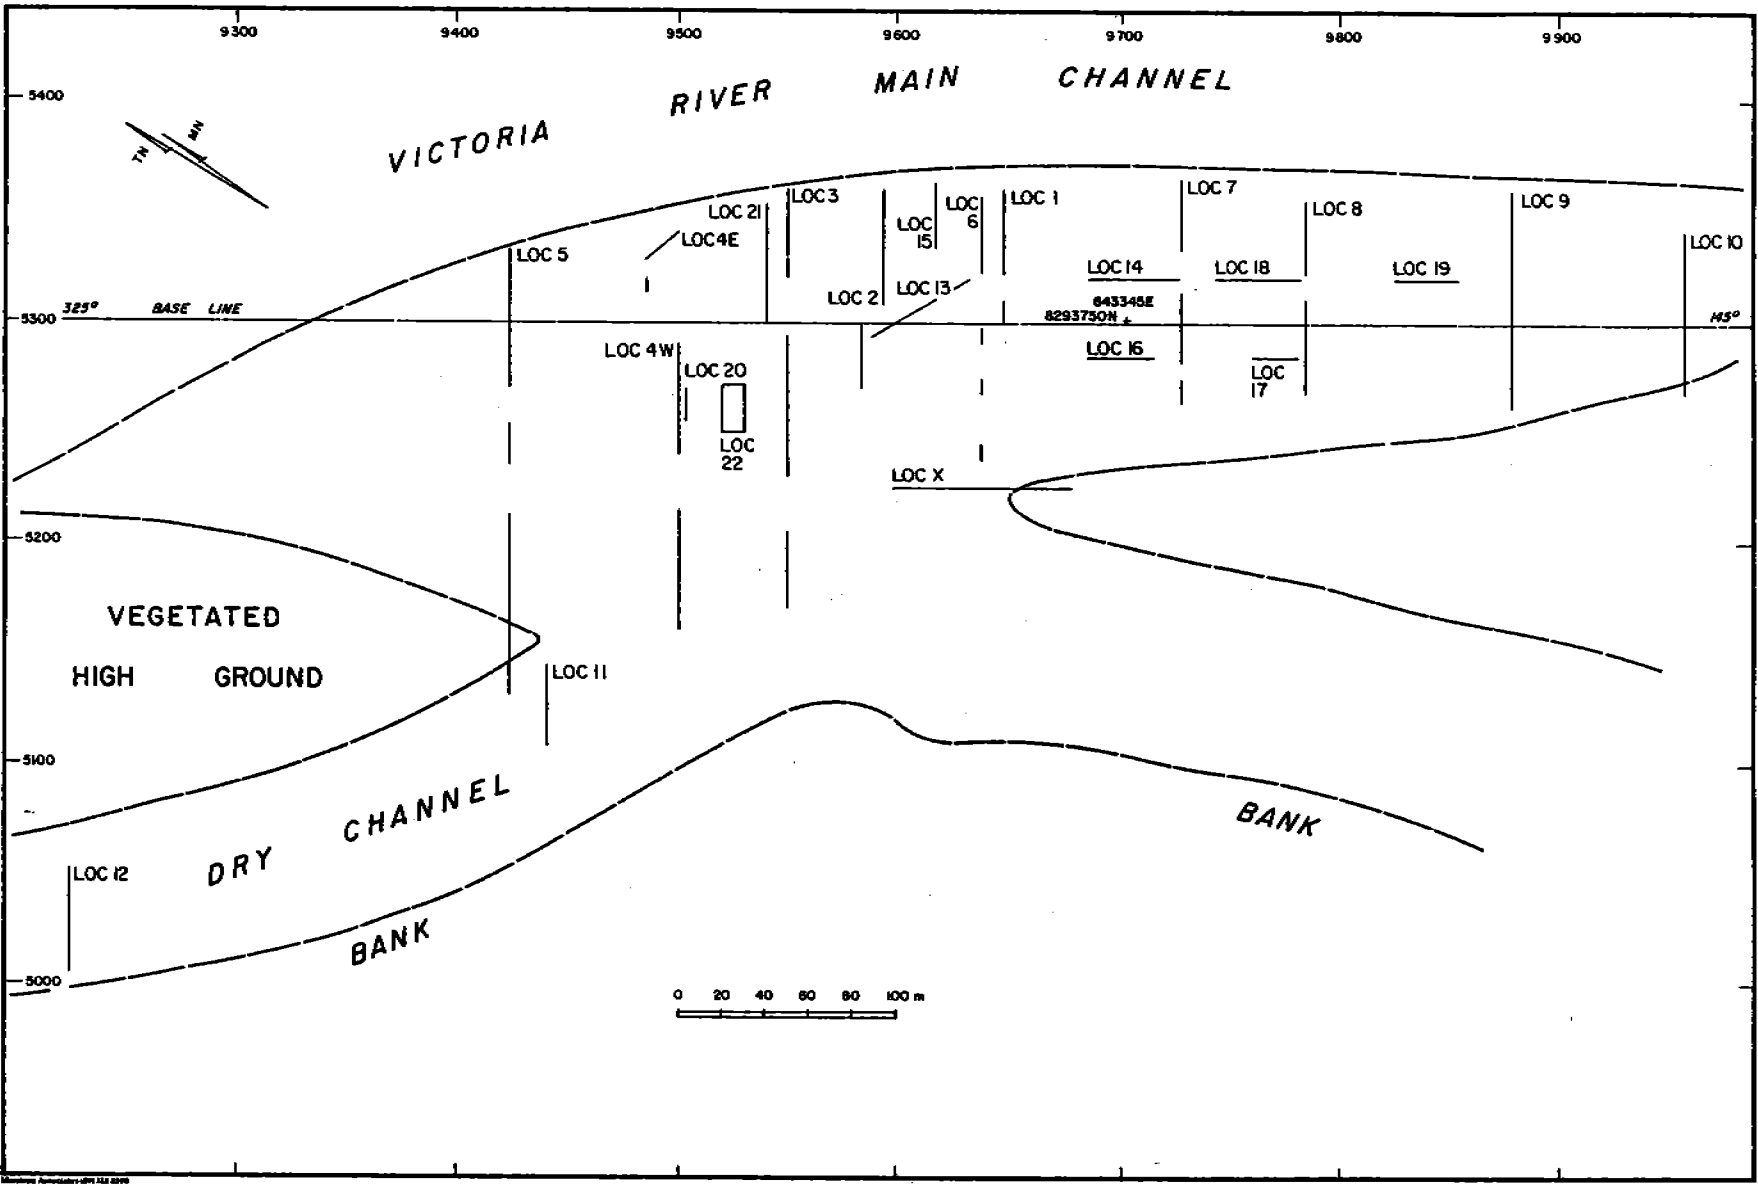 9300 9400 9500 9600 9700 9800 9900
5400
VICTORIA RIVER MAIN CHANNEL
TN MN
LOC 5
LOC 4E
LOC 21
LOC 3
LOC 2
LOC 15
LOC 13
LOC 6
LOC 1
LOC 7
LOC 14
LOC 18
LOC 8
LOC 19
LOC 9
LOC 10
643345E
8293750N +
5300
325° BASE LINE
145°
LOC 4W
LOC 20
LOC 22
LOC 16
LOC 17
LOC X
5200
VEGETATED
HIGH GROUND
LOC 11
5100
DRY CHANNEL
LOC 12
BANK
BANK
5000
0 20 40 60 80 100 m